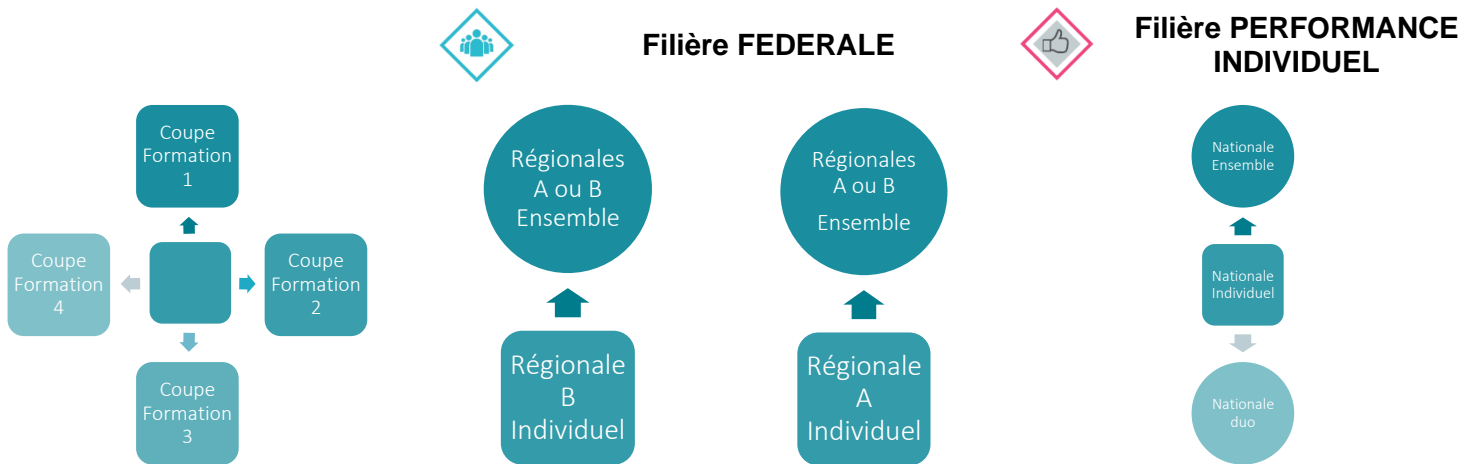 Filière FEDERALE
Filière PERFORMANCE
INDIVIDUEL
Coupe
Formation
1
Coupe
Formation
4
Coupe
Formation
2
Coupe
Formation
3
Régionales
A ou B
Ensemble
Régionale
B
Individuel
Régionales
A ou B
Ensemble
Régionale
A
Individuel
Nationale
Ensemble
Nationale
Individuel
Nationale
duo